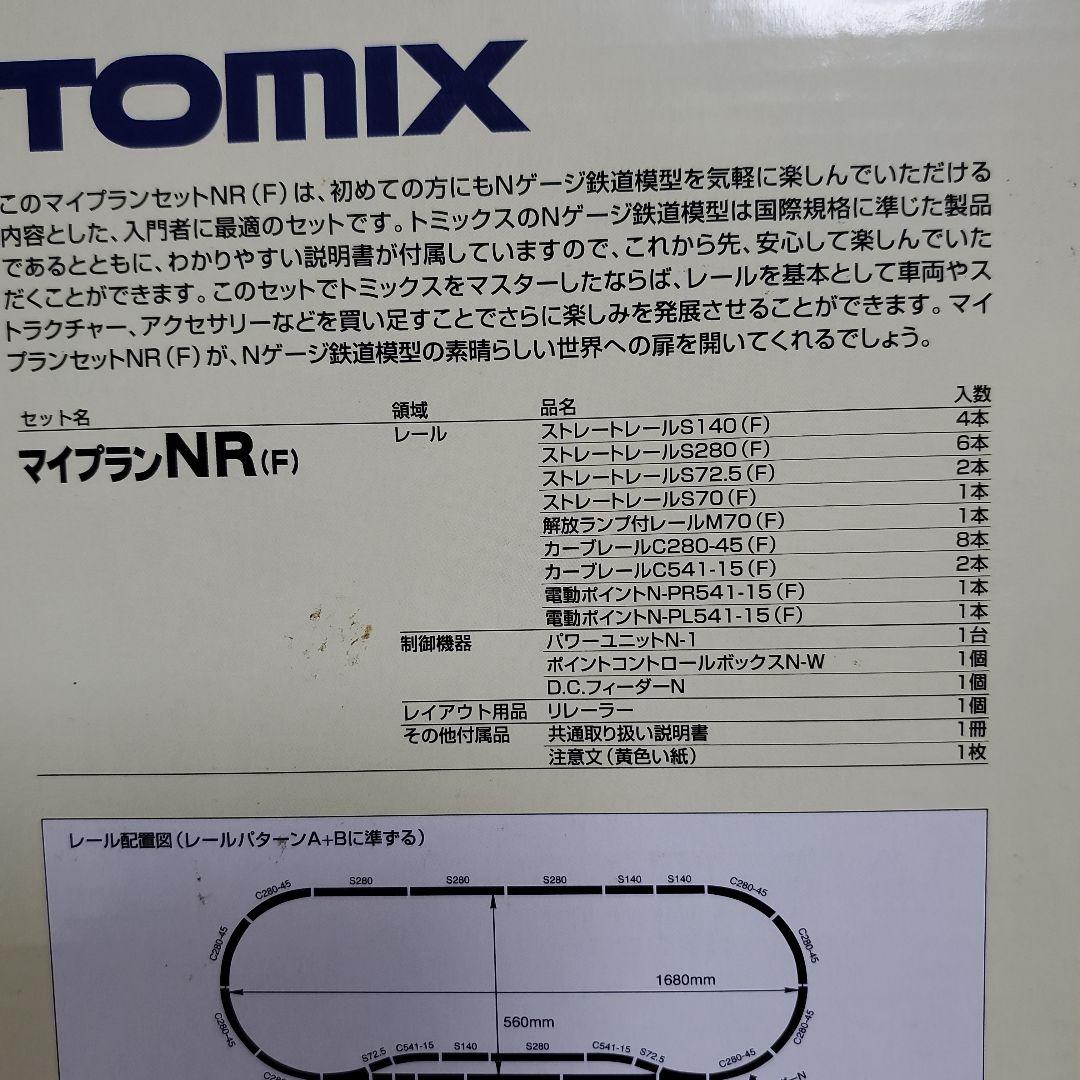 TOMIX
このマイプランセットNR（F）は、初めての方にもNゲージ鉄道模型を気軽に楽しんでいただける
内容とした、入門者に最適のセットです。トミックスのNゲージ鉄道模型は国際規格に準じた製品
であるとともに、わかりやすい説明書が付属していますので、これから先、安心して楽しんでいた
だくことができます。このセットでトミックスをマスターしたならば、レールを基本として車両やス
トラクチャー、アクセサリーなどを買い足すことでさらに楽しみを発展させることができます。マイ
プランセットNR（F）が、Nゲージ鉄道模型の素晴らしい世界への扉を開いてくれるでしょう。
セット名 領域 品名 入数
マイプランNR（F） レール ストレートレールS140（F） 4本
ストレートレールS280（F） 6本
ストレートレールS72.5（F） 2本
ストレートレールS70（F） 1本
解放ランプ付レールM70（F） 1本
カーブレールC280-45（F） 8本
カーブレールC541-15（F） 2本
電動ポイントN-PR541-15（F） 1本
電動ポイントN-PL541-15（F） 1本
制御機器 パワーユニットN-1 1台
ポイントコントロールボックスN-W 1個
D.C.フィーダーN 1個
レイアウト用品 リレーラー 1個
その他付属品 共通取り扱い説明書 1冊
注意文（黄色い紙） 1枚
レール配置図（レールパターンA+Bに準ずる）
C280-45 S280 S280 S280 S140 S140 C280-45
C280-45 C280-45
1680mm
C280-45 560mm C280-45
S72.5 C541-15 S140 S280 C541-15 S72.5 C280-45